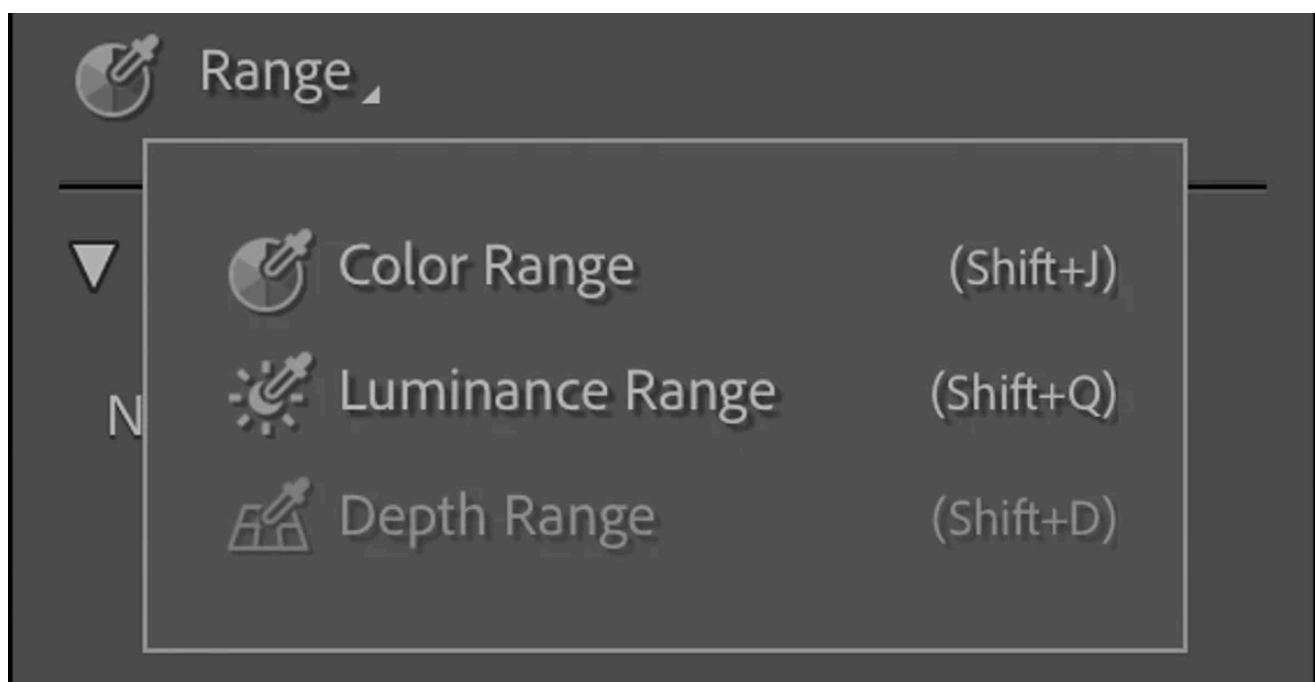 Range
Color Range (Shift+J)
Luminance Range (Shift+Q)
N
Depth Range (Shift+D)